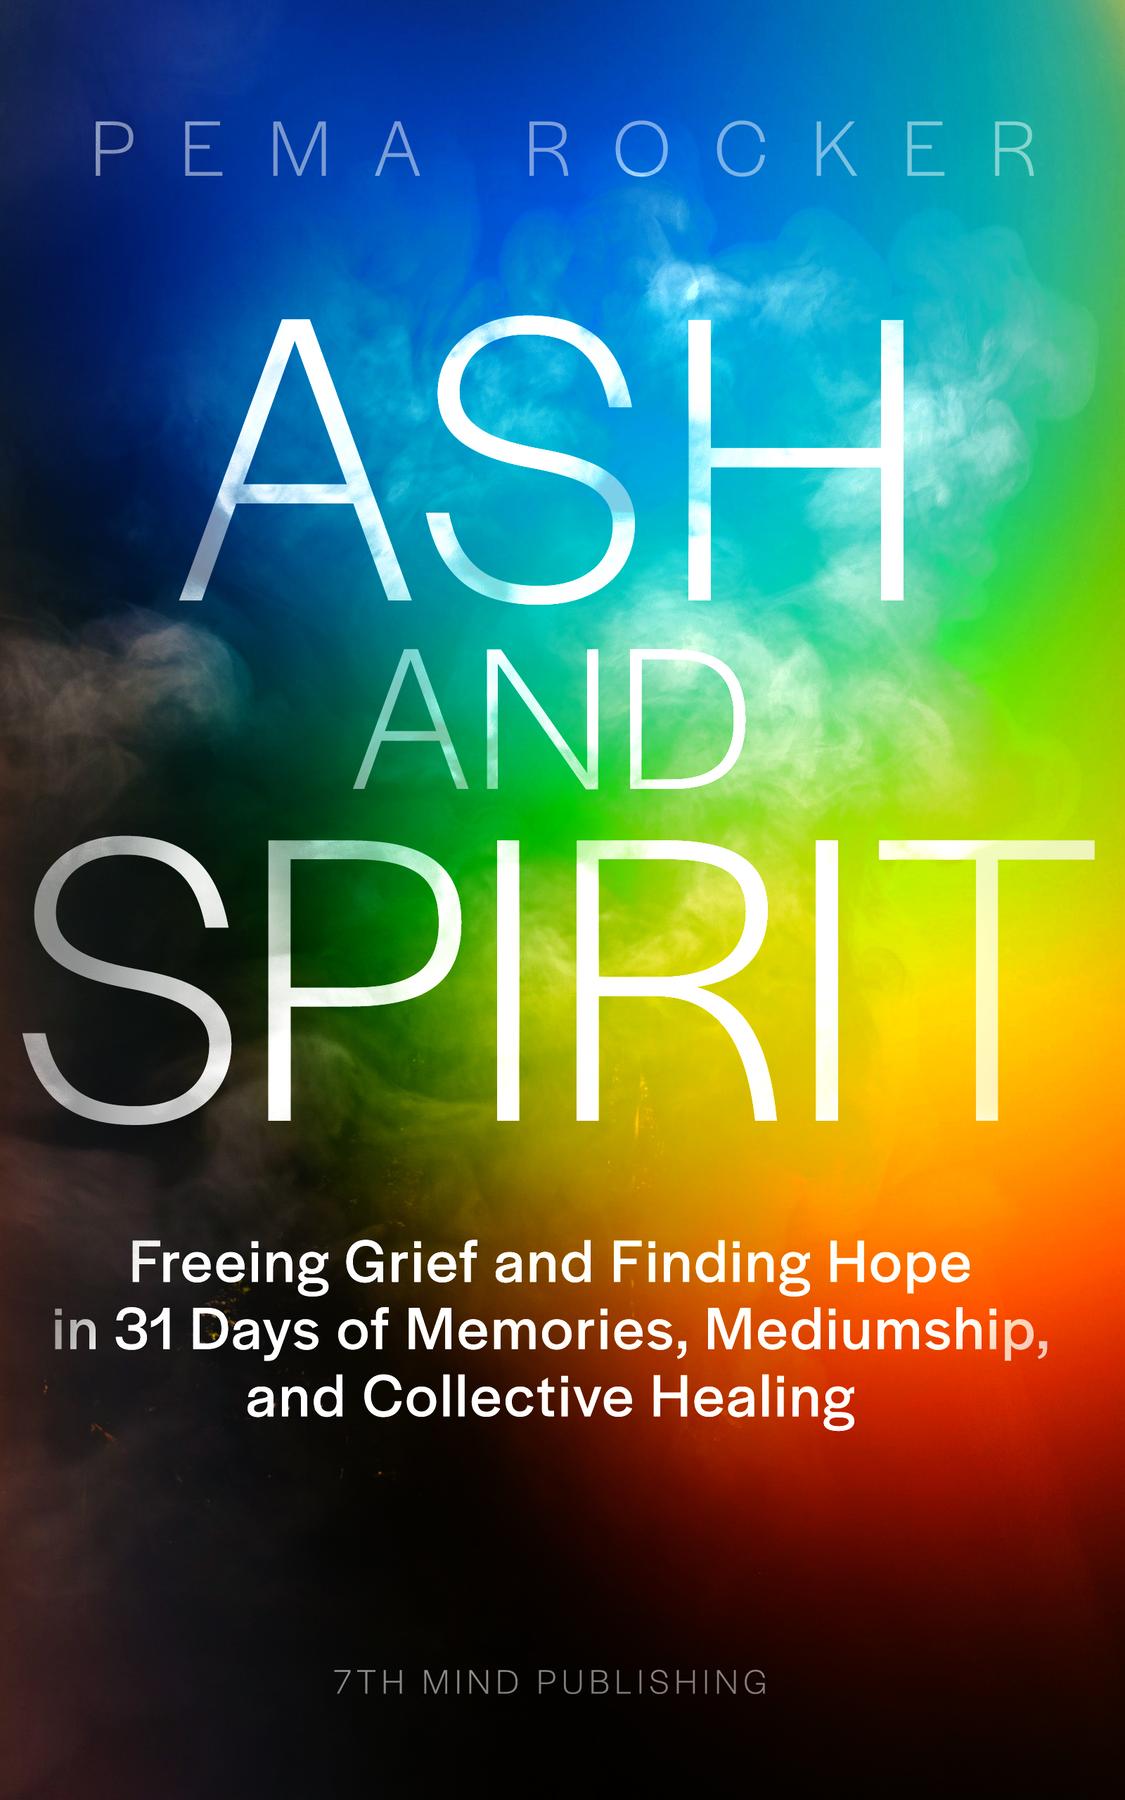 PEMA ROCKER
ASH
AND
SPIRIT
Freeing Grief and Finding Hope
in 31 Days of Memories, Mediumship,
and Collective Healing
7TH MIND PUBLISHING